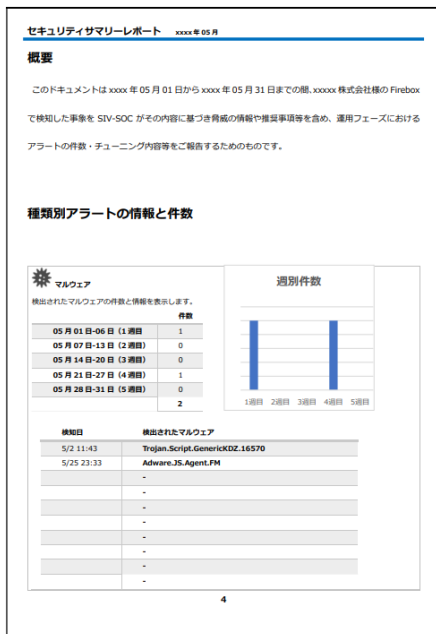 セキュリティサマリーレポート xxxx 年 05 月
概要
このドキュメントは xxxx 年 05 月 01 日から xxxx 年 05 月 31 日までの間、xxxxx 株式会社様の Firebox
で検知した事象を SIV-SOC がその内容に基づき脅威の情報や推奨事項等を含め、運用フェーズにおける
アラートの件数・チューニング内容等をご報告するためのものです。
種類別アラートの情報と件数
マルウェア
検出されたマルウェアの件数と情報を表示します。
件数
05 月 01 日-06 日（1 週目 1
05 月 07 日-13 日（2 週目） 0
05 月 14 日-20 日（3 週目） 0
05 月 21 日-27 日（4 週目） 1
05 月 28 日-31 日（5 週目） 0
2
週別件数
1週目 2週目 3週目 4週目 5週目
検知日 検出されたマルウェア
5/2 11:43 Trojan.Script.GenericKDZ.16570
5/25 23:33 Adware.JS.Agent.FM
-
-
-
-
-
-
-
-
4